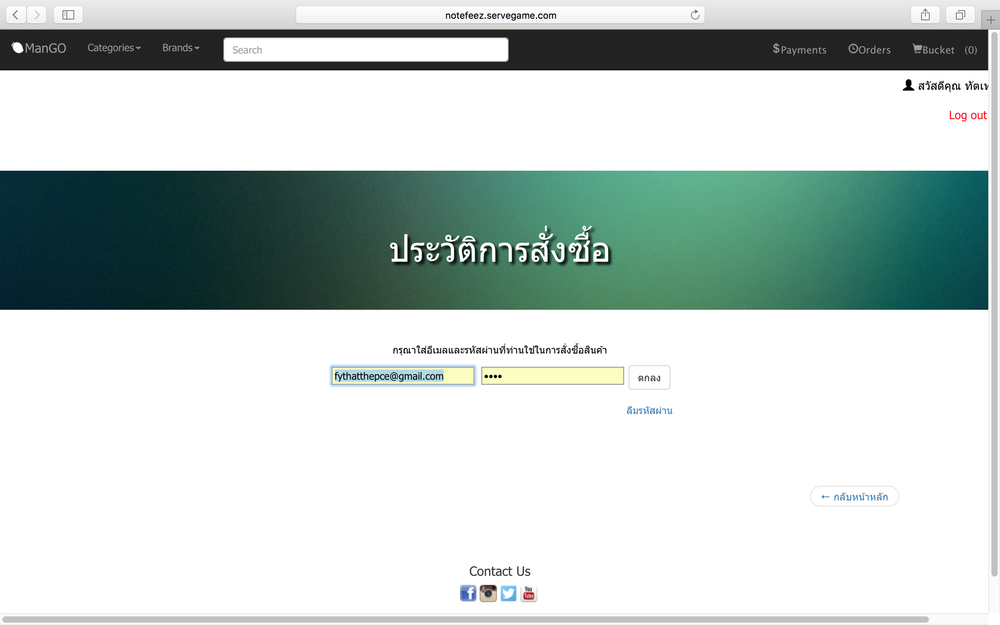 notefeez.servegame.com
ManGO Categories Brands Search $Payments Orders Bucket (0)
สวัสดีคุณ
Log out
ประวัติการสั่งซื้อ
กรุณาใส่อีเมลและรหัสผ่านที่ท่านใช้ในการสั่งซื้อสินค้า
fythatthepce@gmail.com •••• ตกลง
ลืมรหัสผ่าน
← กลับหน้าหลัก
Contact Us
You Tube